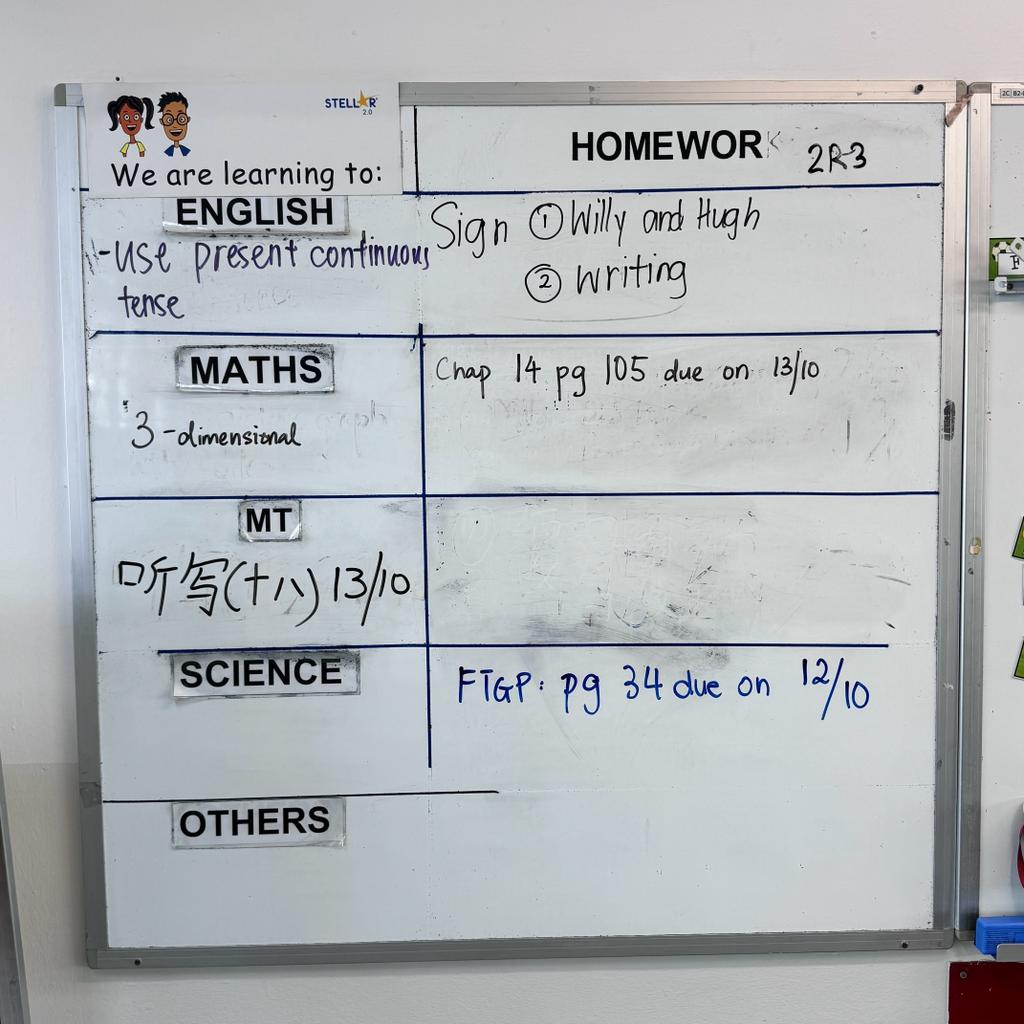 STELLAR
2.0
We are learning to:
HOMEWORK 2R3
ENGLISH
-Use present continuous
tense
Sign ① Willy and Hugh
② Writing
MATHS
3-dimensional
Chap 14 pg 105 due on 13/10
MT
听写(十八) 13/10
SCIENCE
FTGP: pg 34 due on 12/10
OTHERS
2C